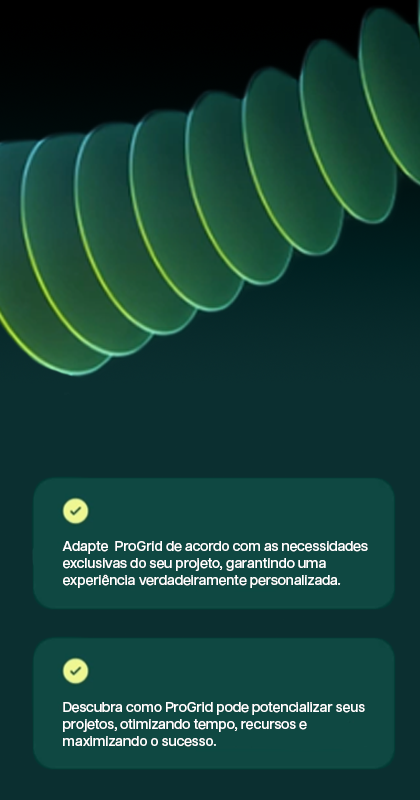 Adapte  ProGrid de acordo com as necessidades
exclusivas do seu projeto, garantindo uma
experiência verdadeiramente personalizada.
Descubra como ProGrid pode potencializar seus
projetos, otimizando tempo, recursos e
maximizando o sucesso.